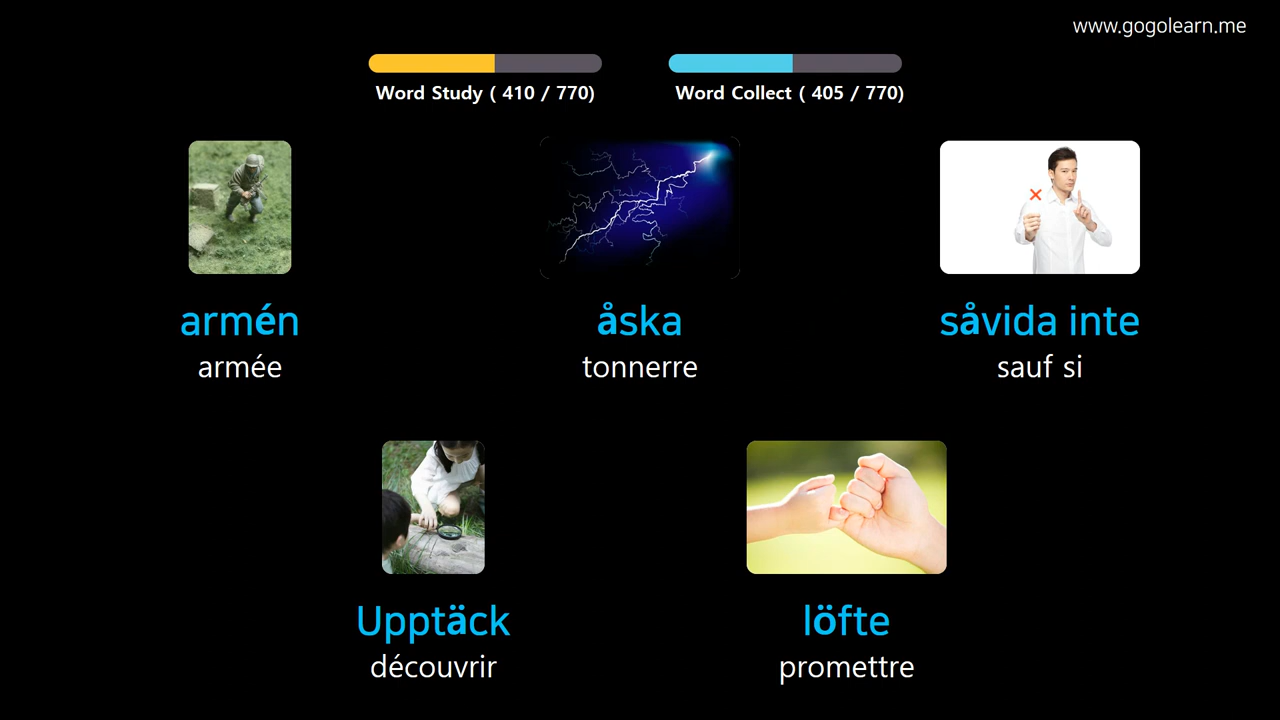 www.gogolearn.me
Word Study ( 410 / 770)
Word Collect ( 405 / 770)
armén
armée
åska
tonnerre
såvida inte
sauf si
Upptäck
découvrir
löfte
promettre